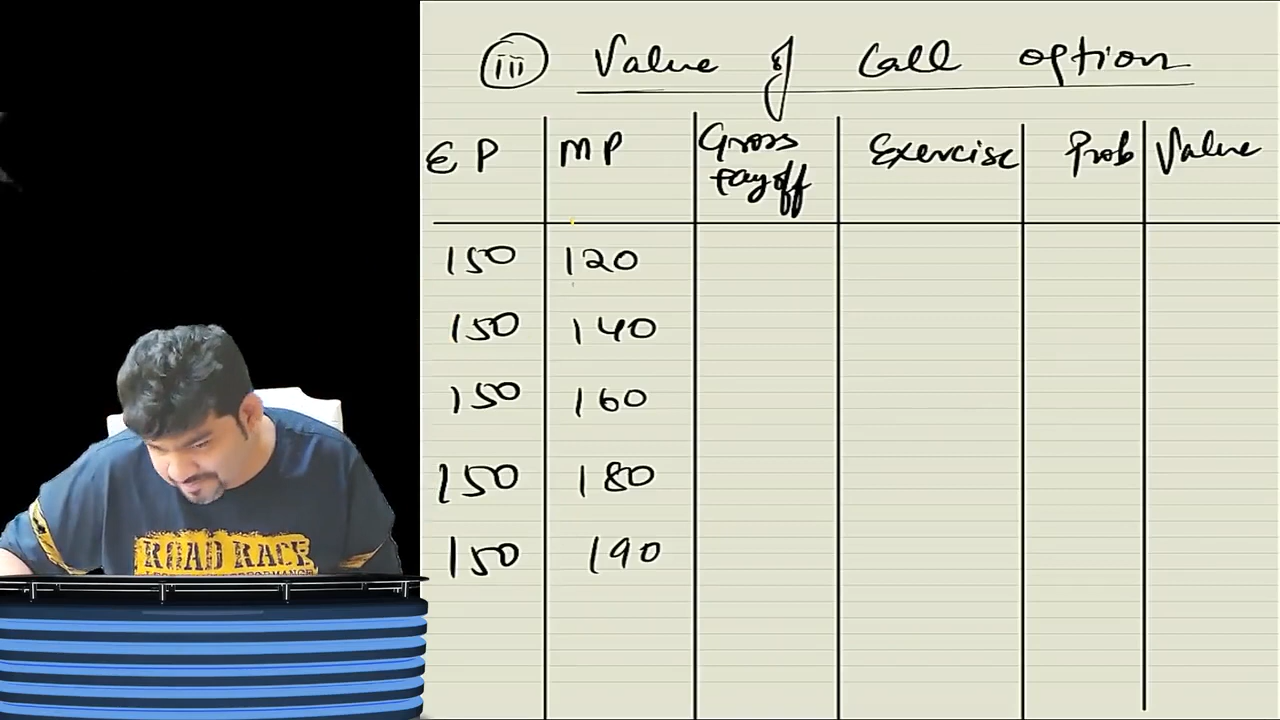 iii Value of Call option
EP MP Gross payoff Exercise Prob Value
150 120
150 140
150 160
150 180
150 190
ROAD RACE